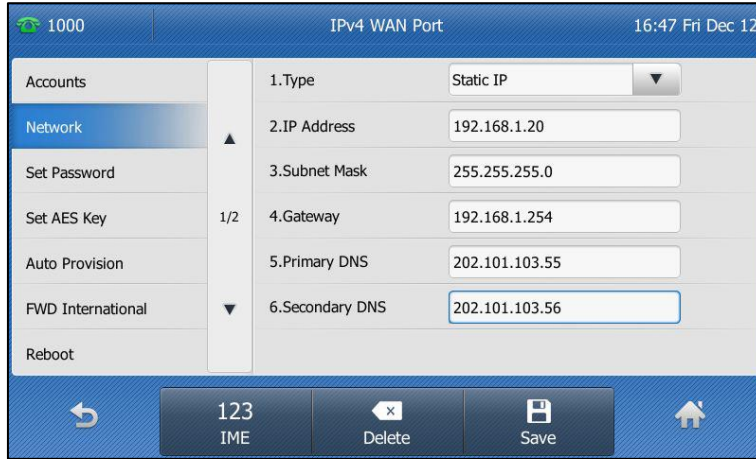 1000 IPv4 WAN Port 16:47 Fri Dec 12
Accounts
Network
Set Password
Set AES Key
Auto Provision
FWD International
Reboot
1/2
1.Type Static IP
2.IP Address 192.168.1.20
3.Subnet Mask 255.255.255.0
4.Gateway 192.168.1.254
5.Primary DNS 202.101.103.55
6.Secondary DNS 202.101.103.56
123
IME Delete Save